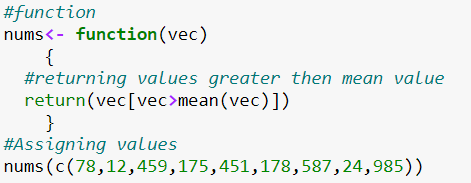 #function
nums<- function(vec)
{
#returning values greater then mean value
return(vec[vec>mean(vec)])
}
#Assigning values
nums(c(78,12,459,175,451,178,587,24,985))